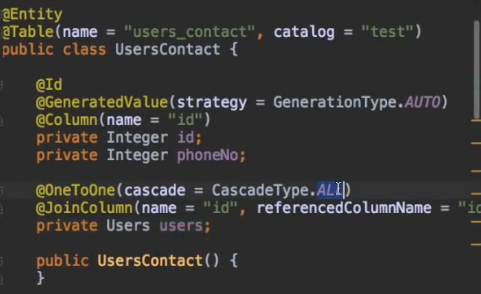 @Entity
@Table(name = "users_contact", catalog = "test")
public class UsersContact {
@Id
@GeneratedValue(strategy = GenerationType.AUTO)
@Column(name = "id")
private Integer id;
private Integer phoneNo;
@OneToOne(cascade = CascadeType.ALL)
@JoinColumn(name = "id", referencedColumnName = "id
private Users users;
public UsersContact() {
}